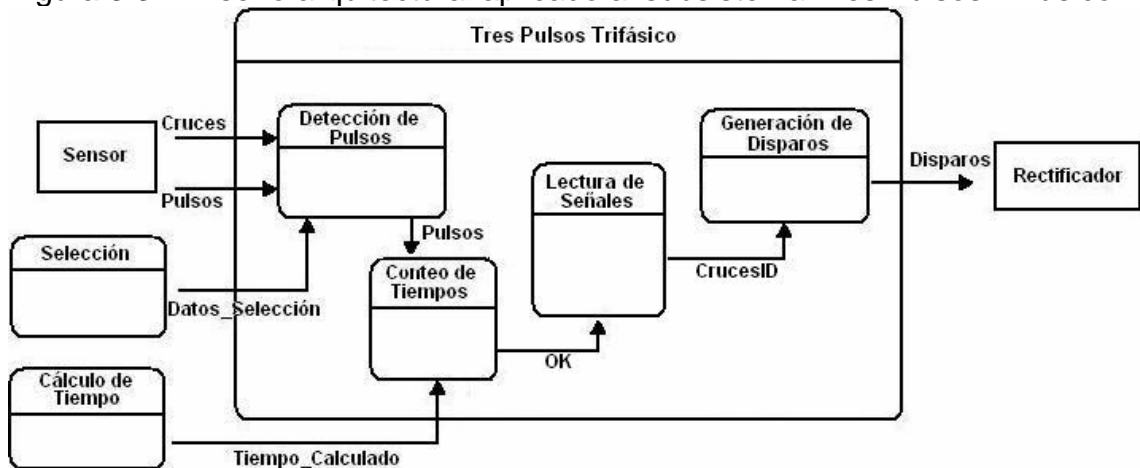 Tres Pulsos Trifásico
Cruces
Detección de
Pulsos
Sensor
Pulsos
Generación de
Disparos
Disparos
Rectificador
Lectura de
Señales
Selección
Pulsos
Conteo de
Tiempos
CrucesID
Datos_Selección
OK
Cálculo de
Tiempo
Tiempo_Calculado